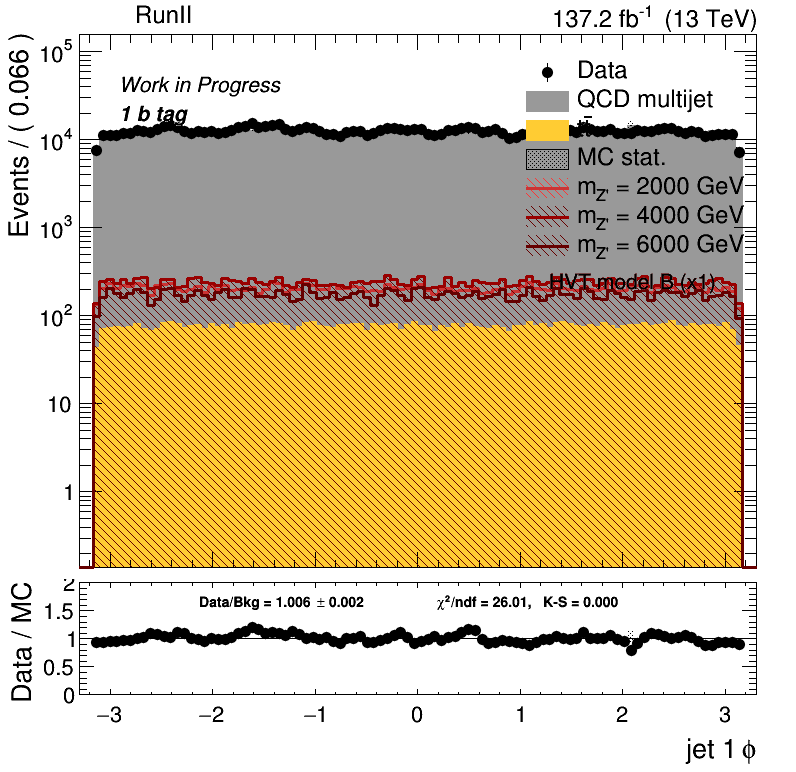 RunII 137.2 fb⁻¹ (13 TeV)
Events / ( 0.066 )
10⁵
10⁴
10³
10²
10
1
Work in Progress
1 b tag
Data
QCD multijet
MC stat.
m_Z' = 2000 GeV
m_Z' = 4000 GeV
m_Z' = 6000 GeV
HVT model B (x1)
Data / MC
2
1.5
1
0.5
0
Data/Bkg = 1.006 ± 0.002 χ²/ndf = 26.01, K-S = 0.000
−3 −2 −1 0 1 2 3
jet 1 ϕ